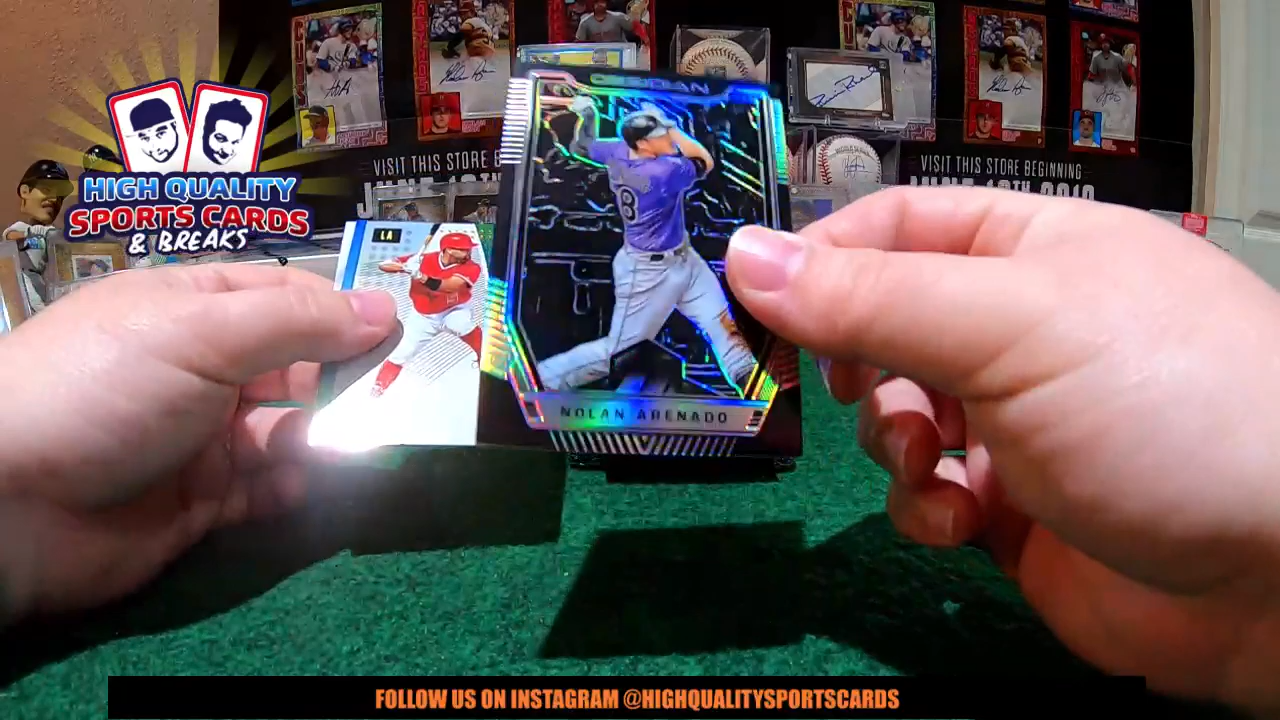 VISIT THIS STORE B
VISIT THIS STORE BEGINNING
HIGH QUALITY
SPORTS CARDS
& BREAKS
LA
OBSIDIAN
8
NOLAN ARENADO
FOLLOW US ON INSTAGRAM @HIGHQUALITYSPORTSCARDS